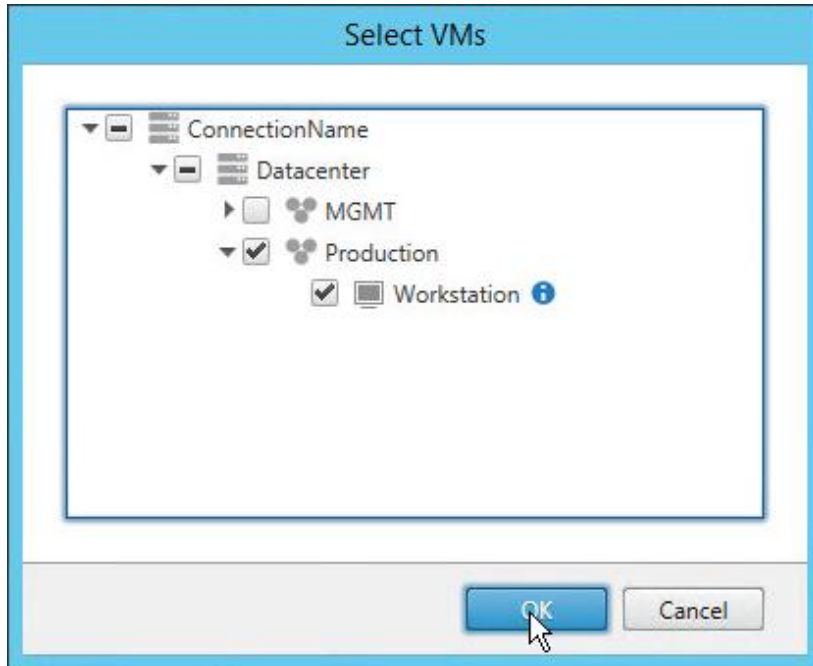 Select VMs
ConnectionName
Datacenter
MGMT
Production
Workstation
OK Cancel